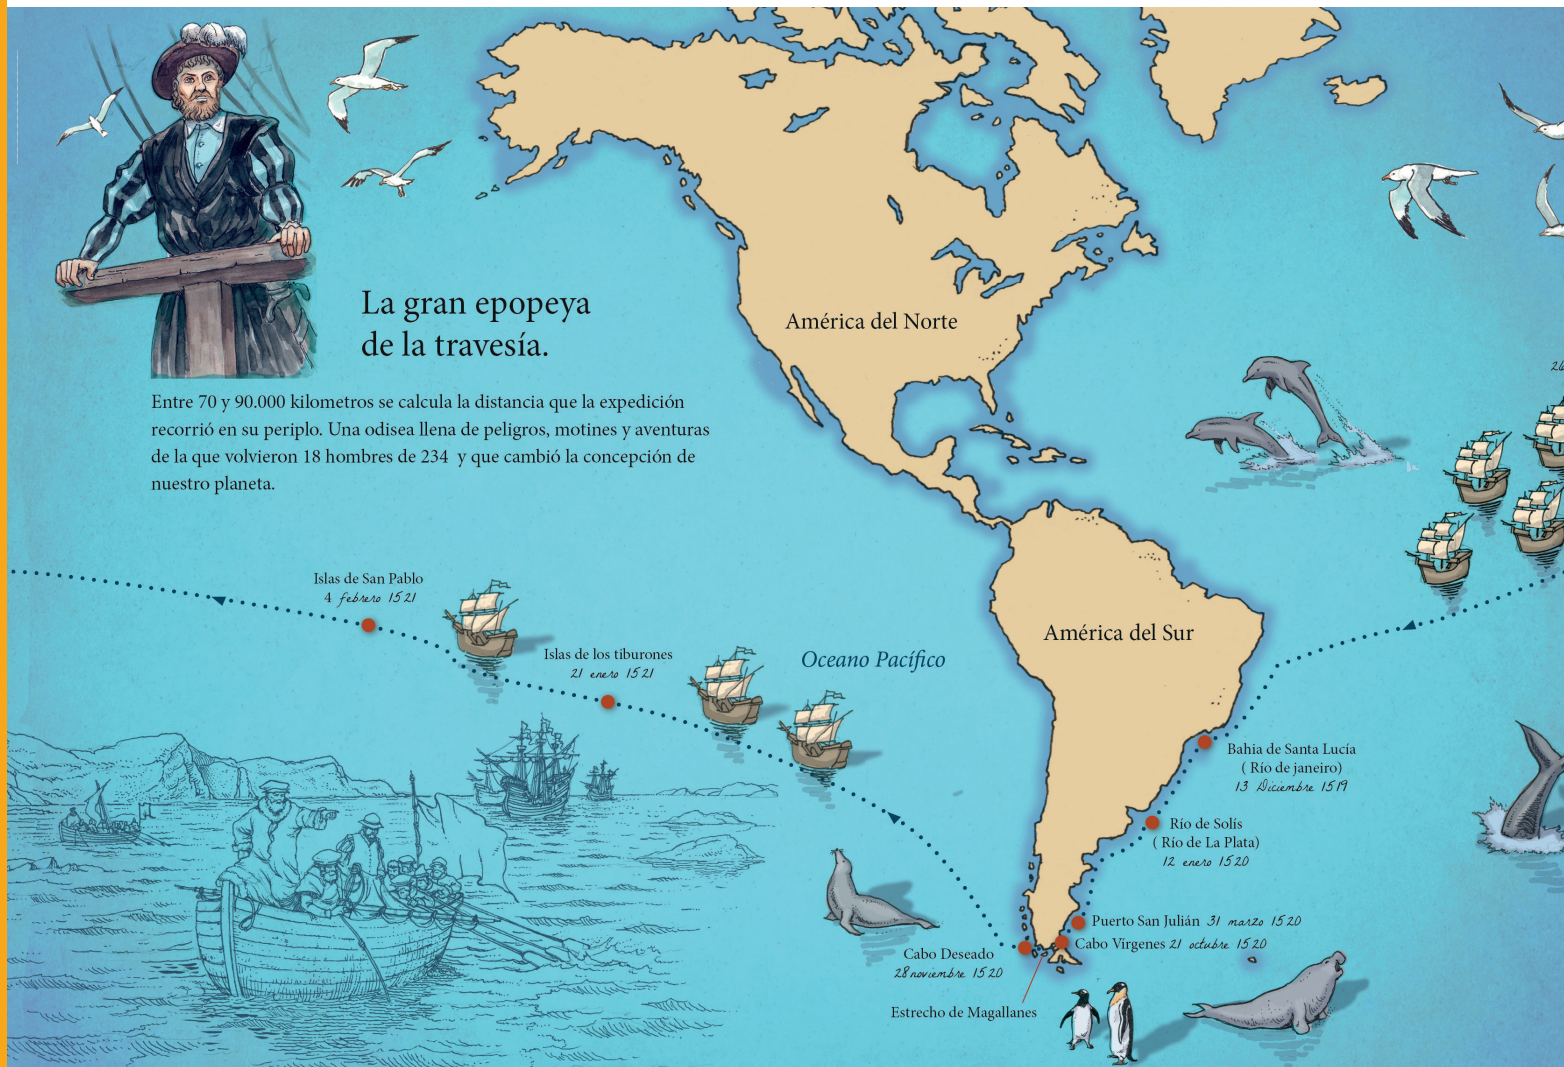 La gran epopeya
de la travesía.
Entre 70 y 90.000 kilometros se calcula la distancia que la expedición
recorrió en su periplo. Una odisea llena de peligros, motines y aventuras
de la que volvieron 18 hombres de 234 y que cambió la concepción de
nuestro planeta.
América del Norte
26
Islas de San Pablo
4 febrero 1521
Islas de los tiburones
21 enero 1521
Oceano Pacífico
América del Sur
Bahia de Santa Lucía
( Río de janeiro)
13 Diciembre 1519
Río de Solís
( Río de La Plata)
12 enero 1520
Puerto San Julián 31 marzo 1520
Cabo Virgenes 21 octubre 1520
Cabo Deseado
28 noviembre 1520
Estrecho de Magallanes